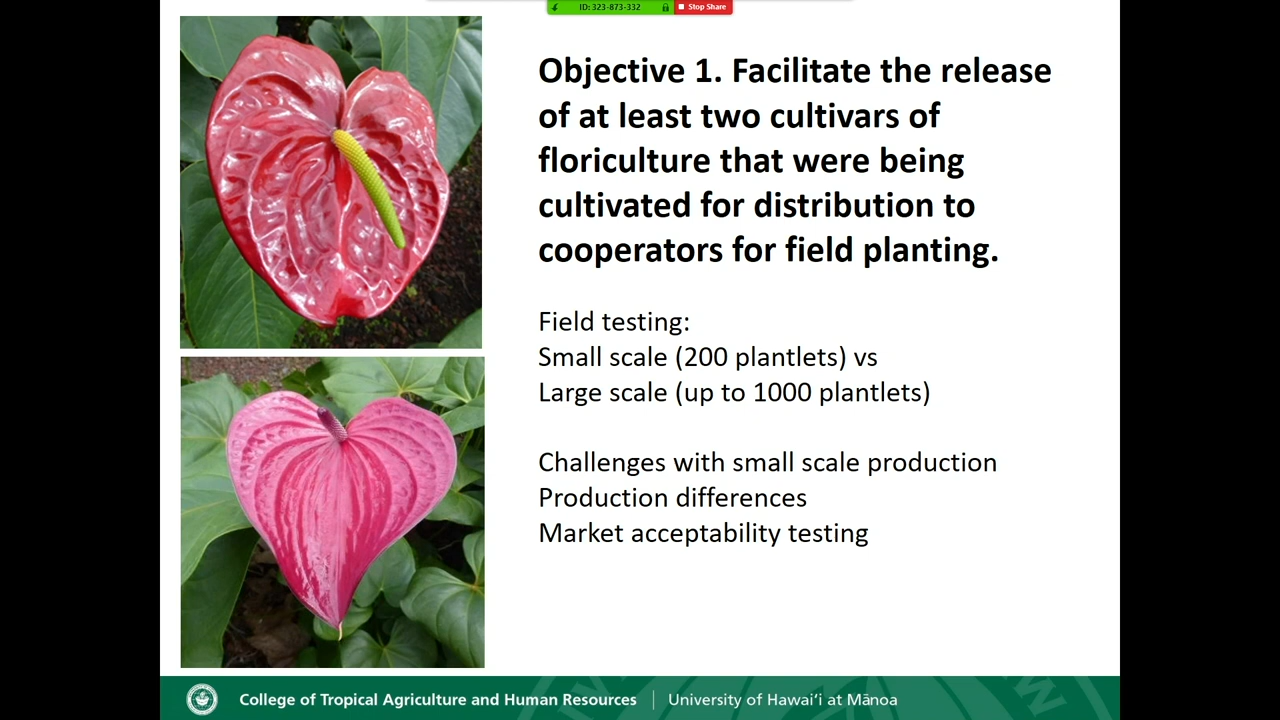 ID: 323-873-332
Stop Share
Objective 1. Facilitate the release
of at least two cultivars of
floriculture that were being
cultivated for distribution to
cooperators for field planting.
Field testing:
Small scale (200 plantlets) vs
Large scale (up to 1000 plantlets)
Challenges with small scale production
Production differences
Market acceptability testing
College of Tropical Agriculture and Human Resources
University of Hawaiʻi at Mānoa